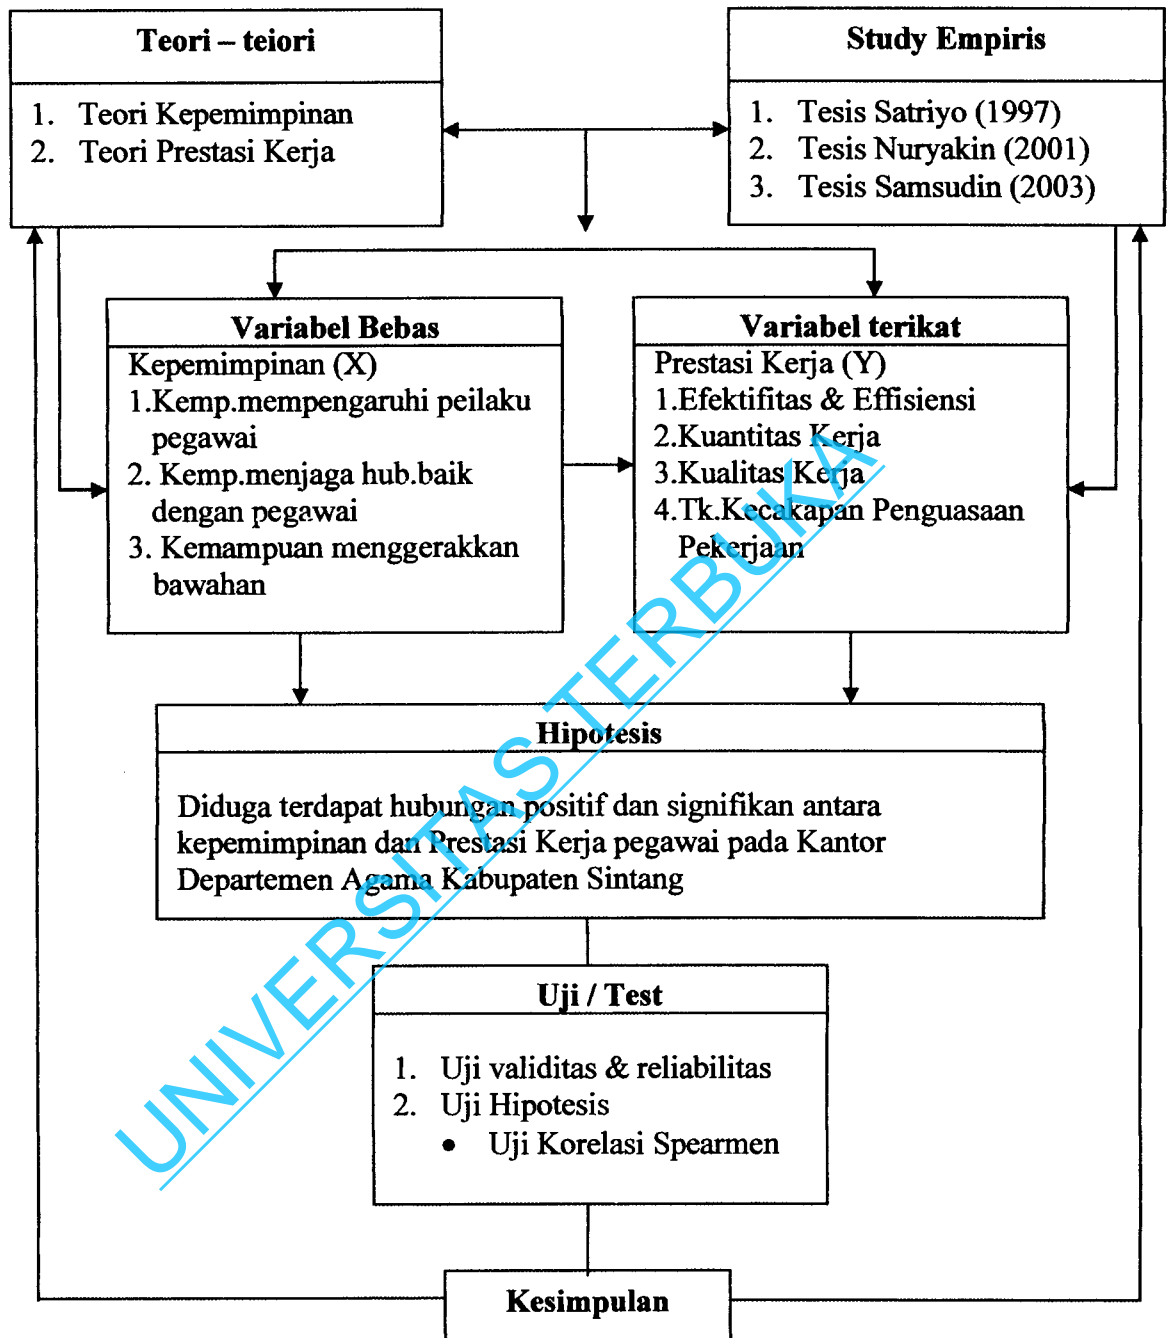 Teori – teiori
1. Teori Kepemimpinan
2. Teori Prestasi Kerja
Study Empiris
1. Tesis Satriyo (1997)
2. Tesis Nuryakin (2001)
3. Tesis Samsudin (2003)
Variabel Bebas
Kepemimpinan (X)
1.Kemp.mempengaruhi peilaku
pegawai
2. Kemp.menjaga hub.baik
dengan pegawai
3. Kemampuan menggerakkan
bawahan
Variabel terikat
Prestasi Kerja (Y)
1.Efektifitas & Effisiensi
2.Kuantitas Kerja
3.Kualitas Kerja
4.Tk.Kecakapan Penguasaan
Pekerjaan
Hipotesis
Diduga terdapat hubungan positif dan signifikan antara
kepemimpinan dan Prestasi Kerja pegawai pada Kantor
Departemen Agama Kabupaten Sintang
Uji / Test
1. Uji validitas & reliabilitas
2. Uji Hipotesis
• Uji Korelasi Spearmen
Kesimpulan
UNIVERSITAS TERBUKA